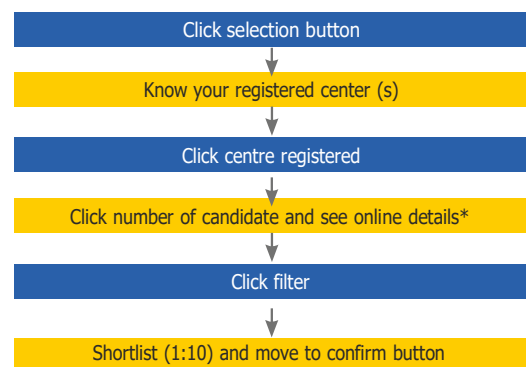 Click selection button
Know your registered center (s)
Click centre registered
Click number of candidate and see online details*
Click filter
Shortlist (1:10) and move to confirm button